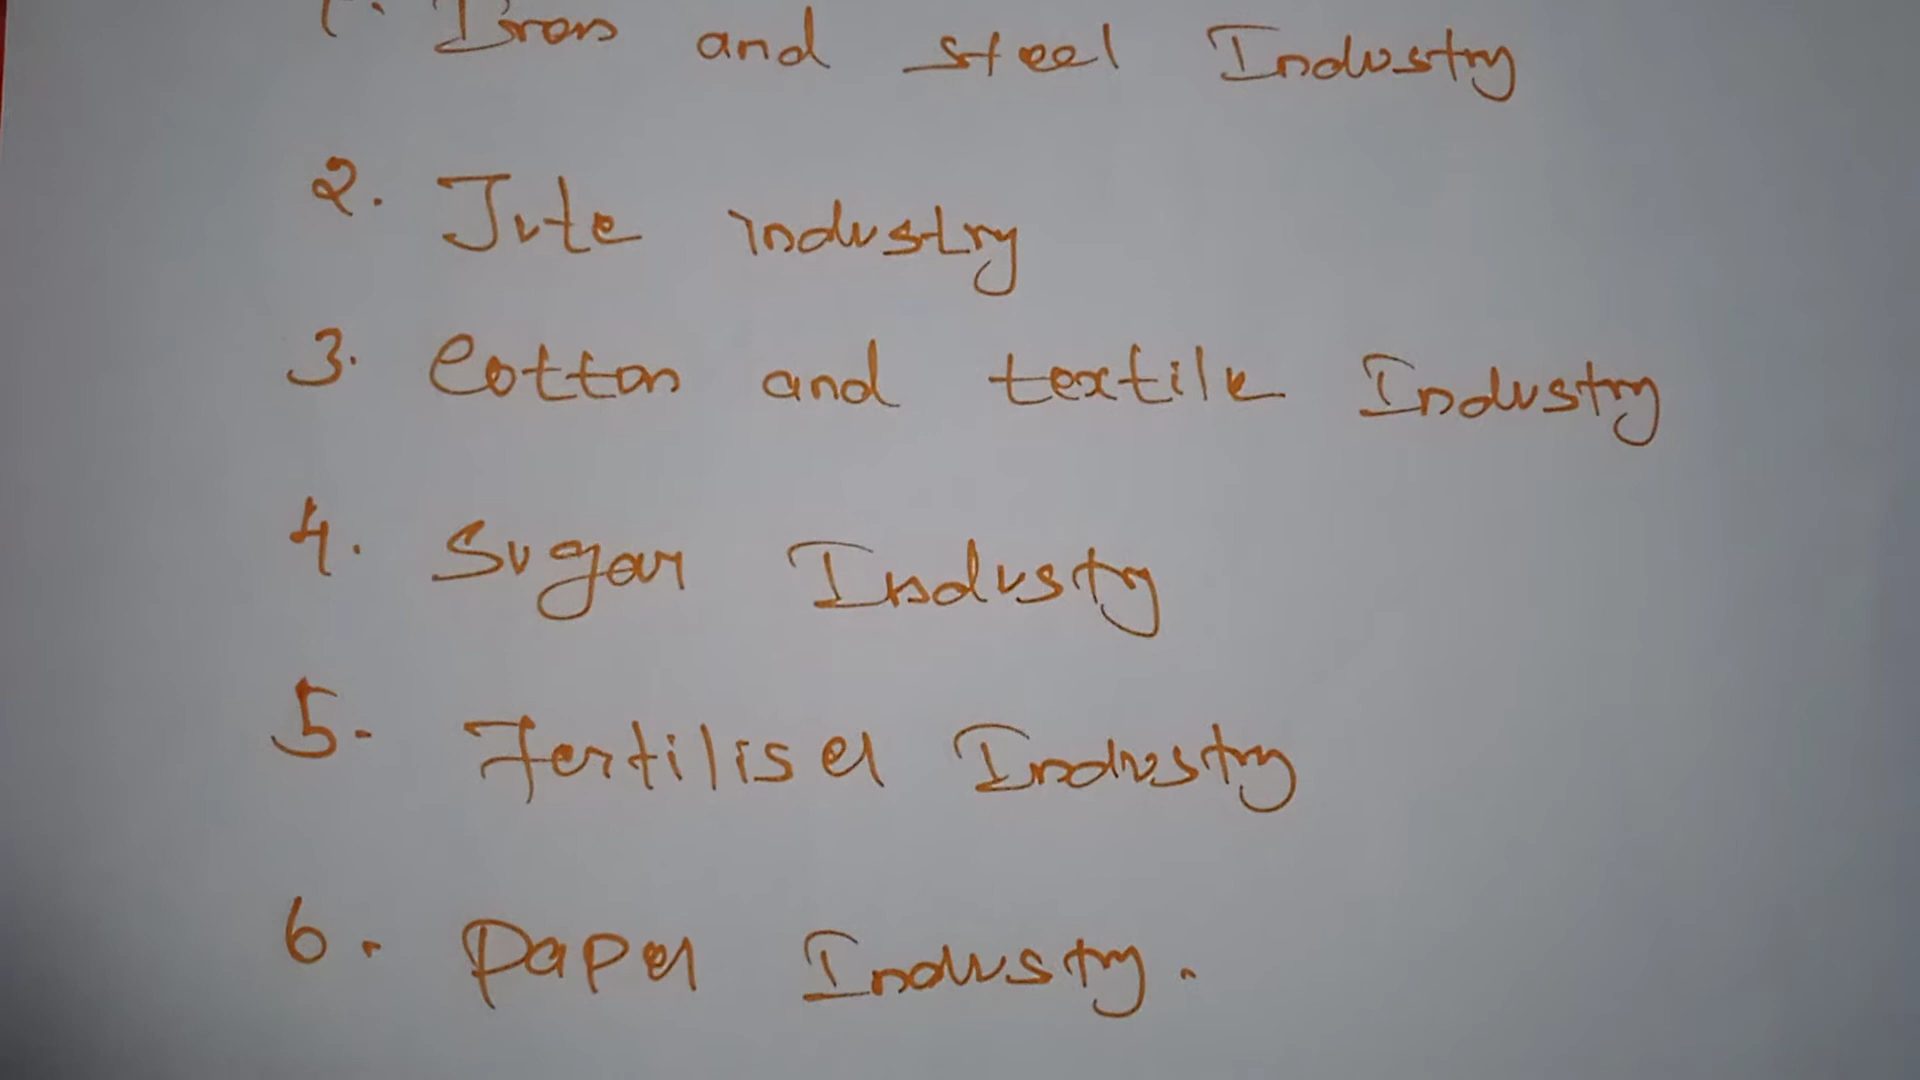 1. Iron and steel Industry
2. Jute industry
3. Cotton and textile Industry
4. Sugar Industry
5. Fertiliser Industry
6. Paper Industry.